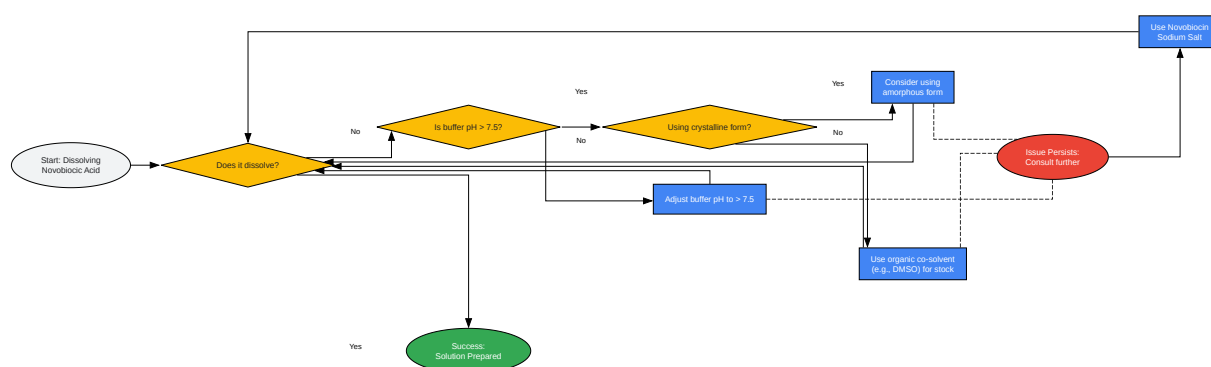 Use Novobiocin
Sodium Salt
Yes
Yes
Consider using
amorphous form
No
Is buffer pH > 7.5?
No
Using crystalline form?
No
Start: Dissolving
Novobiocic Acid
Does it dissolve?
Issue Persists:
Consult further
Adjust buffer pH to > 7.5
Use organic co-solvent
(e.g., DMSO) for stock
Yes
Success:
Solution Prepared